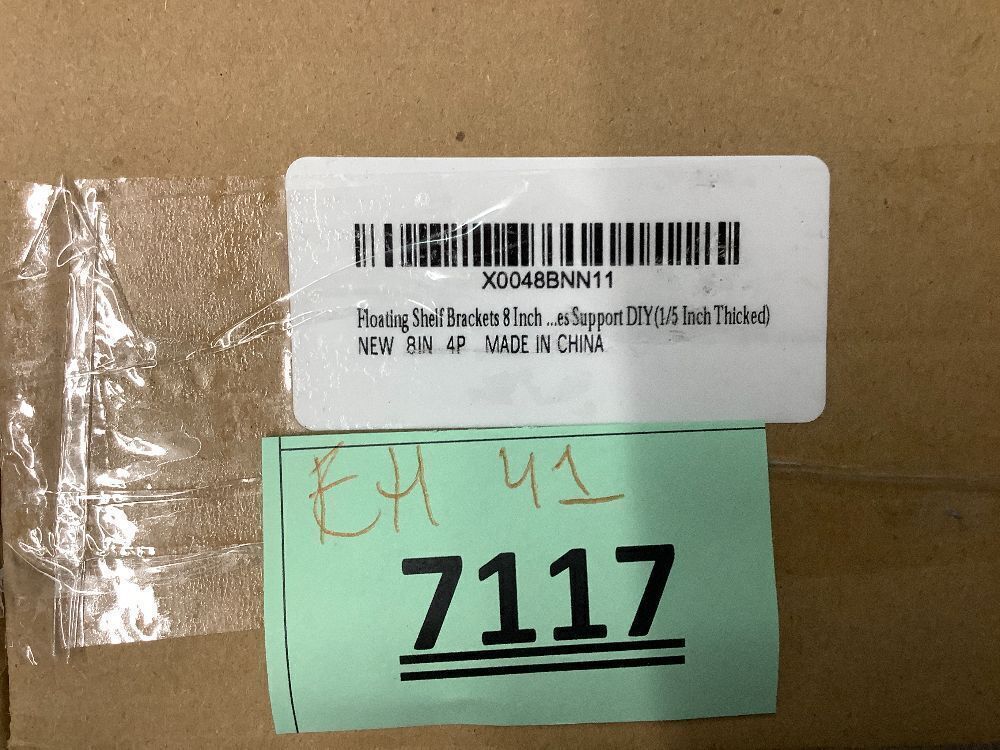 X0048BNN11
Floating Shelf Brackets 8 Inch ...es Support DIY(1/5 Inch Thicked)
NEW 8IN 4P MADE IN CHINA
EH 41
7117